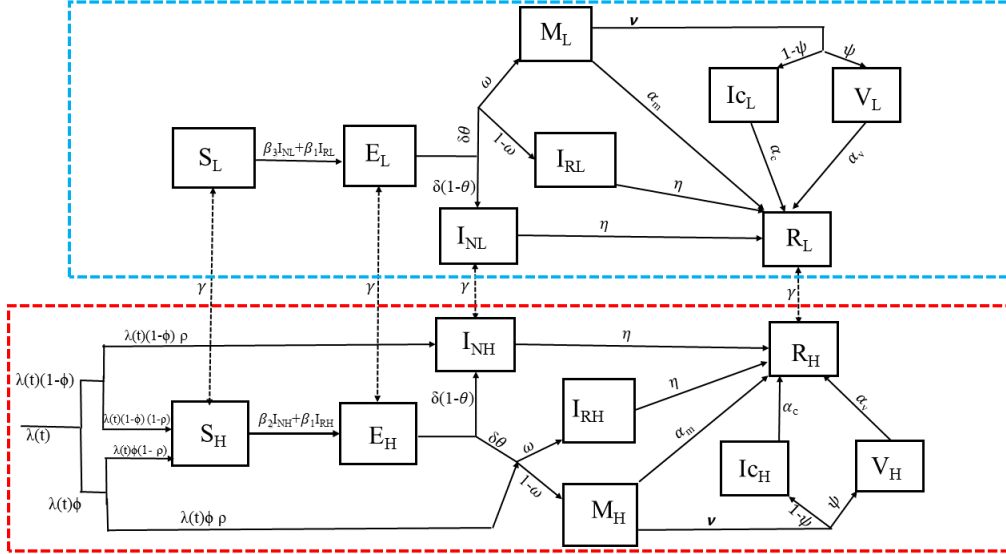 M_L
ν
1-ψ
ψ
ω
Ic_L
V_L
α_m
S_L
β_3I_NL+β_1I_RL
E_L
δθ
1-ω
I_RL
α_c
α_v
δ(1-θ)
η
I_NL
η
R_L
γ
γ
γ
γ
λ(t)(1-ϕ) ρ
I_NH
η
R_H
λ(t)(1-ϕ)
δ(1-θ)
I_RH
η
α_c
α_v
λ(t)(1-ϕ) (1-ρ)
λ(t)
S_H
β_2I_NH+β_1I_RH
E_H
δθ
ω
α_m
λ(t)ϕ(1- ρ)
1-ω
Ic_H
V_H
λ(t)ϕ
λ(t)ϕ ρ
M_H
ν
1-ψ
ψ